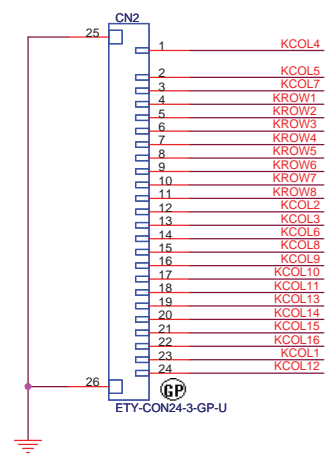 CN2
25
1 KCOL4
2 KCOL5
3 KCOL7
4 KROW1
5 KROW2
6 KROW3
7 KROW4
8 KROW5
9 KROW6
10 KROW7
11 KROW8
12 KCOL2
13 KCOL3
14 KCOL6
15 KCOL8
16 KCOL9
17 KCOL10
18 KCOL11
19 KCOL13
20 KCOL14
21 KCOL15
22 KCOL16
23 KCOL1
24 KCOL12
26
GP
ETY-CON24-3-GP-U